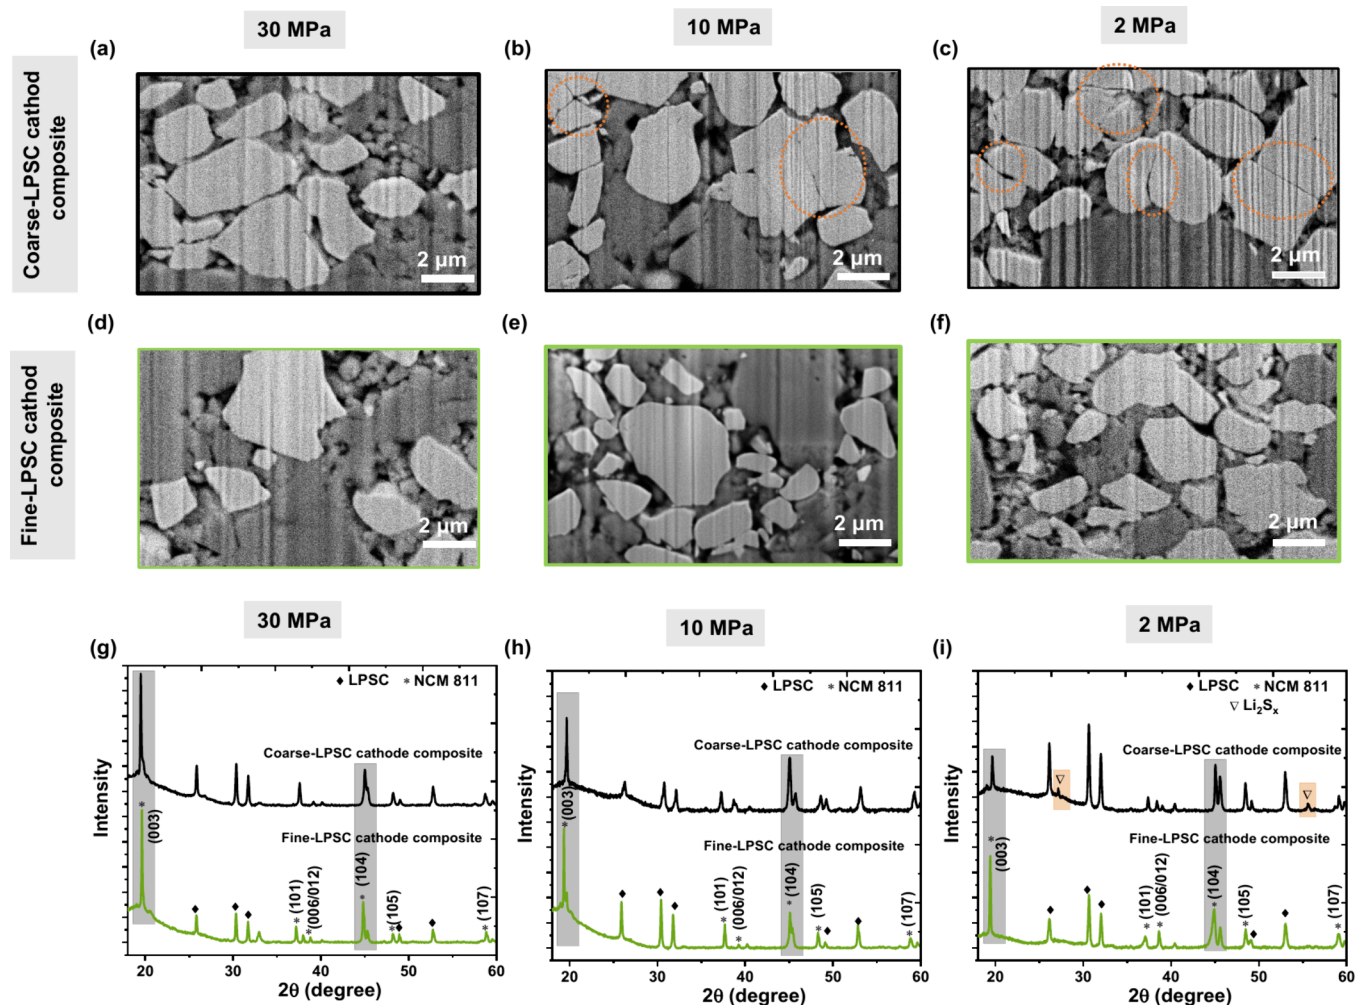 30 MPa
10 MPa
2 MPa
(a)
(b)
(c)
Coarse-LPSC cathod
composite
2 µm
2 µm
2 µm
(d)
(e)
(f)
Fine-LPSC cathod
composite
2 µm
2 µm
2 µm
30 MPa
10 MPa
2 MPa
(g)
♦ LPSC * NCM 811
Coarse-LPSC cathode composite
Fine-LPSC cathode composite
(003)
(101)
(006/012)
(104)
(105)
(107)
Intensity
20 30 40 50 60
2θ (degree)
(h)
♦ LPSC * NCM 811
Coarse-LPSC cathode composite
(003)
Fine-LPSC cathode composite
(101)
(006/012)
(104)
(105)
(107)
Intensity
20 30 40 50 60
2θ (degree)
(i)
♦ LPSC * NCM 811
▽ Li₂Sₓ
Coarse-LPSC cathode composite
Fine-LPSC cathode composite
(003)
(101)
(006/012)
(104)
(105)
(107)
Intensity
20 30 40 50 60
2θ (degree)